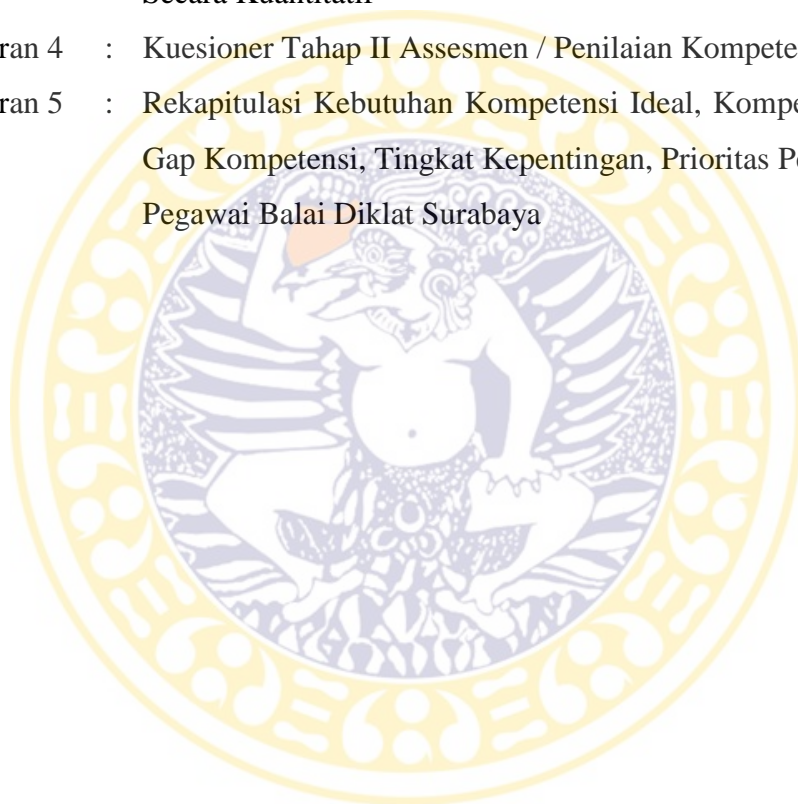 Secara Kuantitatif
ran 4 : Kuesioner Tahap II Assesmen / Penilaian Kompete
ran 5 : Rekapitulasi Kebutuhan Kompetensi Ideal, Kompe
Gap Kompetensi, Tingkat Kepentingan, Prioritas Pe
Pegawai Balai Diklat Surabaya